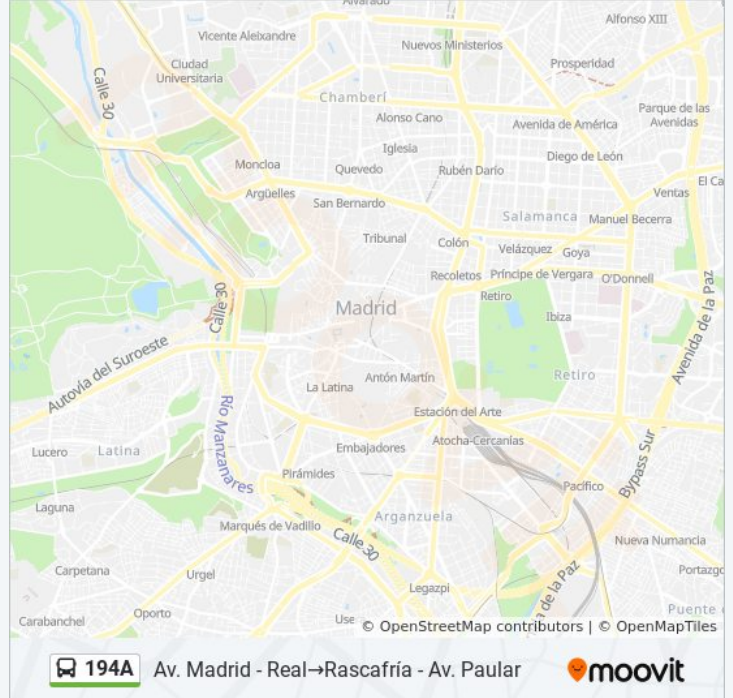 Alvarado
Alfonso XIII
Vicente Aleixandre
Nuevos Ministerios
Ciudad
Universitaria
Prosperidad
Calle 30
Chamberí
Parque de las
Avenidas
Alonso Cano
Avenida de América
Iglesia
Diego de León
Moncloa
Quevedo
Rubén Darío
El Ca
Argüelles
Ventas
San Bernardo
Salamanca
Manuel Becerra
Tribunal
Colón
Velázquez
Goya
Recoletos
Príncipe de Vergara
O'Donnell
Calle 30
Retiro
Madrid
Ibiza
Avenida de la Paz
Autovía del Suroeste
Antón Martín
Retiro
La Latina
Estación del Arte
Río Manzanares
Embajadores
Atocha-Cercanías
Lucero
Latina
Bypass Sur
Pirámides
Pacífico
Laguna
Arganzuela
Marqués de Vadillo
Calle 30
Nueva Numancia
Carpetana
Urgel
Portazgo
Legazpi
a de la Paz
Oporto
Puente
Carabanchel
Use
© OpenStreetMap contributors | © OpenMapTiles
194A Av. Madrid - Real→Rascafría - Av. Paular
moovit